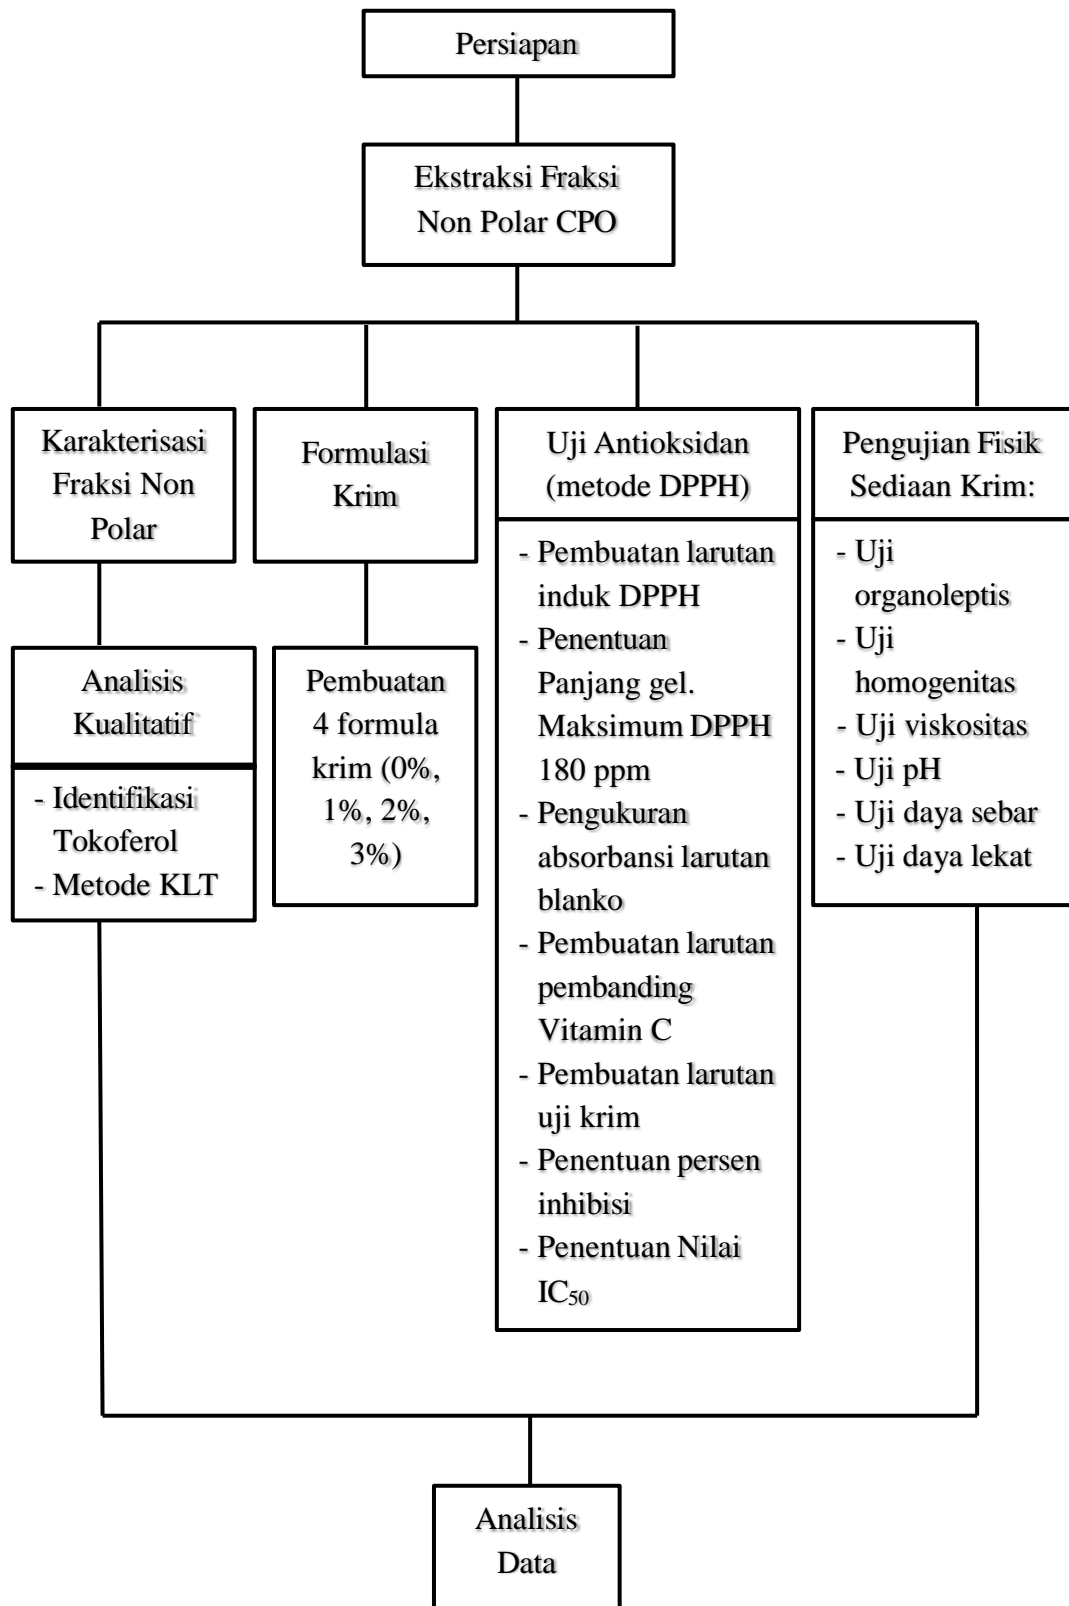 Persiapan
Ekstraksi Fraksi
Non Polar CPO
Karakterisasi
Fraksi Non
Polar
Analisis
Kualitatif
- Identifikasi
Tokoferol
- Metode KLT
Formulasi
Krim
Pembuatan
4 formula
krim (0%,
1%, 2%,
3%)
Uji Antioksidan
(metode DPPH)
- Pembuatan larutan
induk DPPH
- Penentuan
Panjang gel.
Maksimum DPPH
180 ppm
- Pengukuran
absorbansi larutan
blanko
- Pembuatan larutan
pembanding
Vitamin C
- Pembuatan larutan
uji krim
- Penentuan persen
inhibisi
- Penentuan Nilai
IC₅₀
Pengujian Fisik
Sediaan Krim:
- Uji
organoleptis
- Uji
homogenitas
- Uji viskositas
- Uji pH
- Uji daya sebar
- Uji daya lekat
Analisis
Data